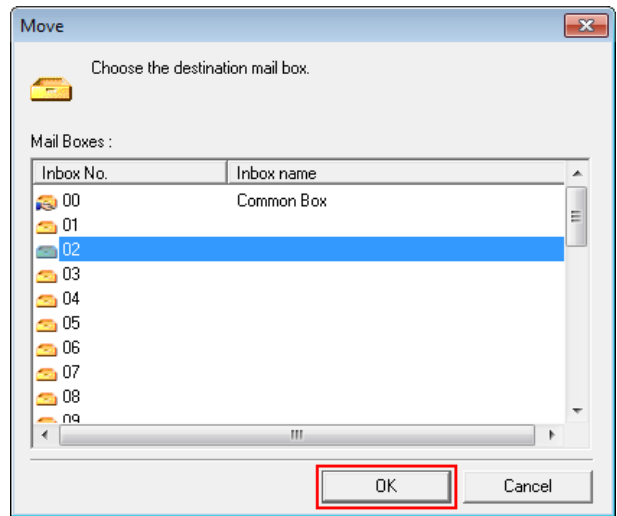 Move
Choose the destination mail box.
Mail Boxes :
Inbox No. Inbox name
00 Common Box
01
02
03
04
05
06
07
08
09
OK Cancel